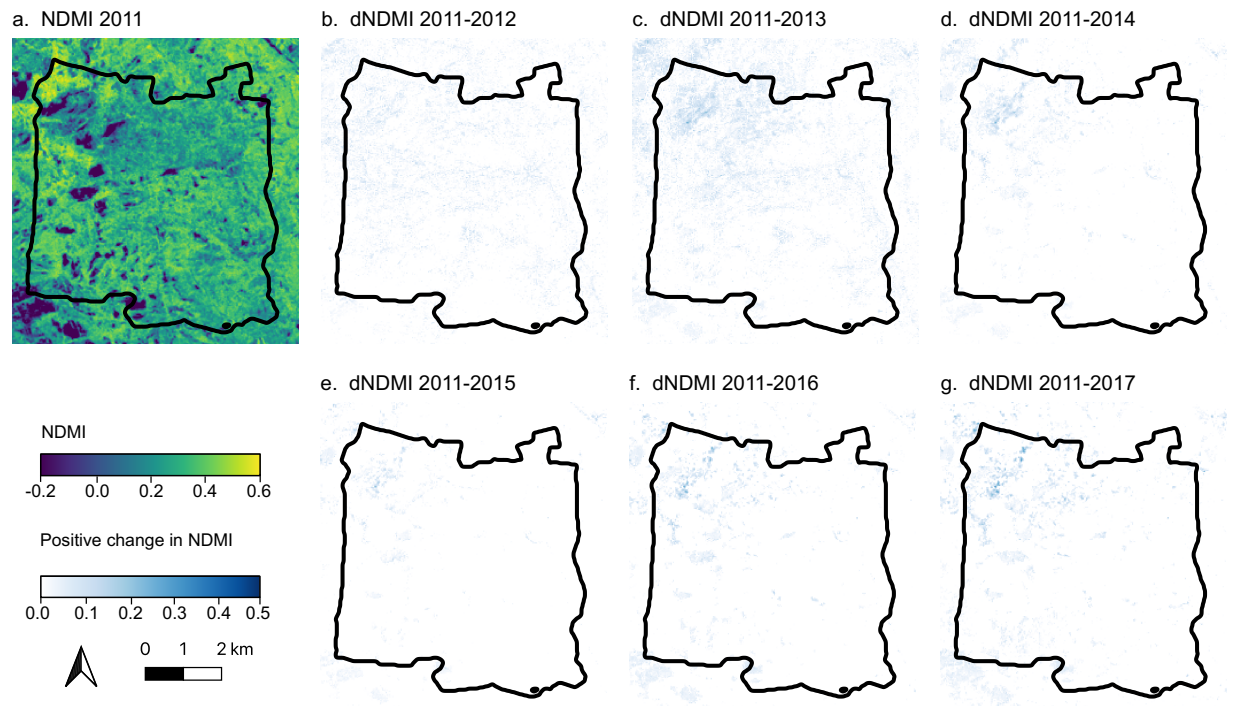 a. NDMI 2011
b. dNDMI 2011-2012
c. dNDMI 2011-2013
d. dNDMI 2011-2014
e. dNDMI 2011-2015
f. dNDMI 2011-2016
g. dNDMI 2011-2017
NDMI
-0.2 0.0 0.2 0.4 0.6
Positive change in NDMI
0.0 0.1 0.2 0.3 0.4 0.5
0 1 2 km